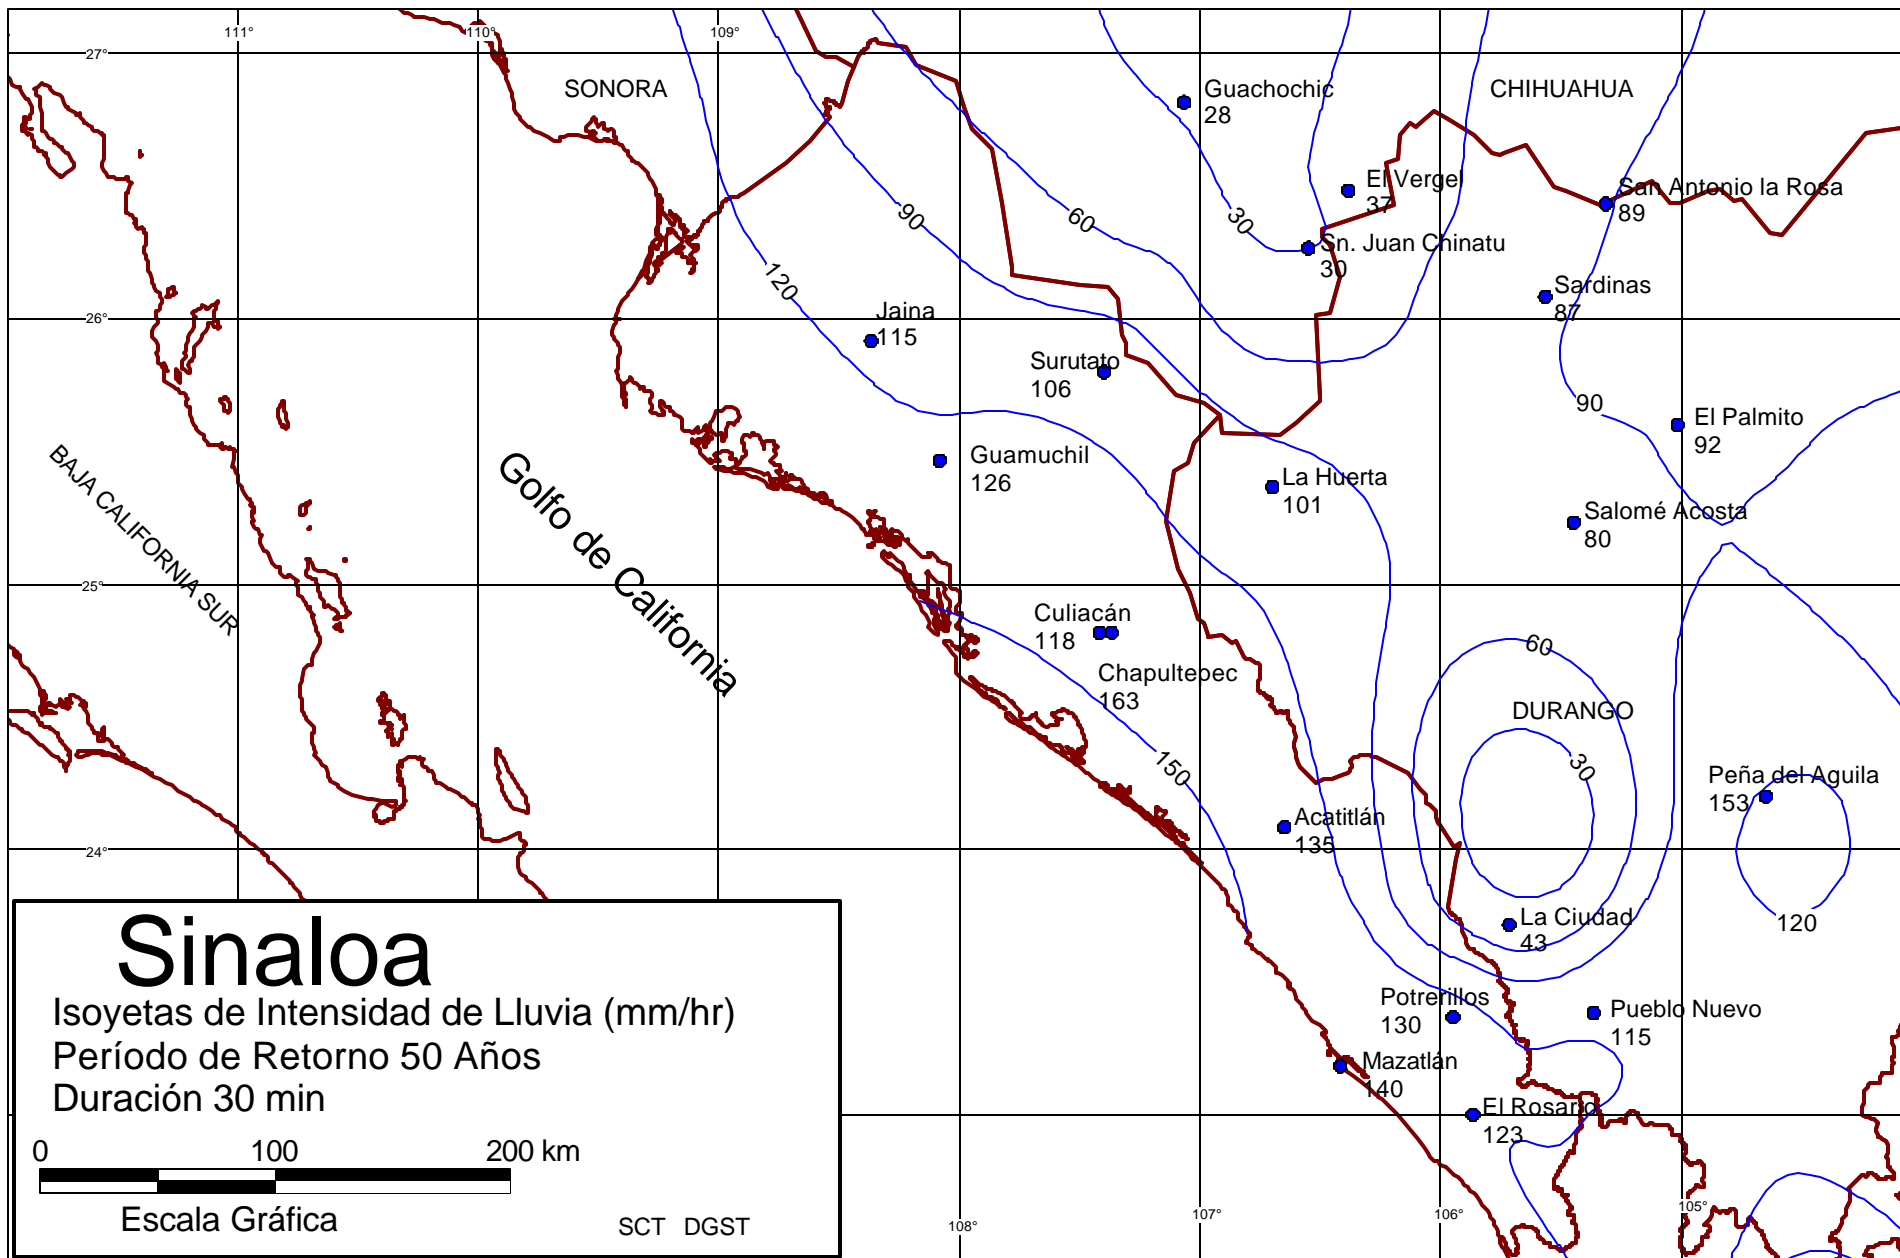 111°
110°
109°
27°
SONORA
Guachochic
28
CHIHUAHUA
El Vergel
37
San Antonio la Rosa
89
90
60
30
Sn. Juan Chinatu
30
120
Sardinas
87
Jaina
115
26°
Surutato
106
90
El Palmito
92
BAJA CALIFORNIA SUR
Golfo de California
Guamuchil
126
La Huerta
101
Salomé Acosta
80
25°
Culiacán
118
Chapultepec
163
60
DURANGO
30
150
Peña del Aguila
153
Acatitlán
135
24°
La Ciudad
43
120
Sinaloa
Isoyetas de Intensidad de Lluvia (mm/hr)
Período de Retorno 50 Años
Duración 30 min
Potrerillos
130
Pueblo Nuevo
115
Mazatlán
140
El Rosario
123
0 100 200 km
Escala Gráfica
SCT DGST
108°
107°
106°
105°